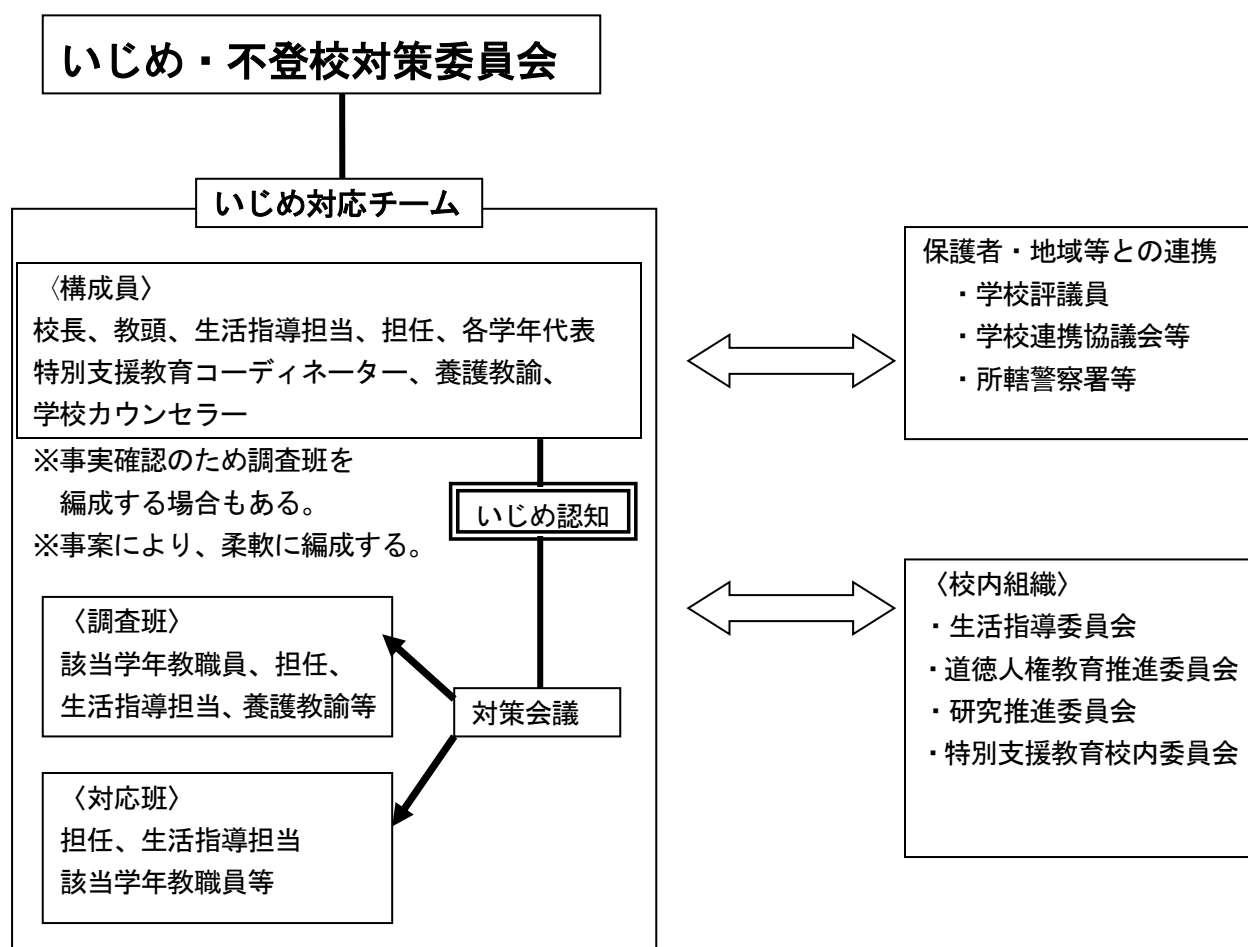 いじめ・不登校対策委員会
いじめ対応チーム
〈構成員〉
校長、教頭、生活指導担当、担任、各学年代表
特別支援教育コーディネーター、養護教諭、
学校カウンセラー
※事実確認のため調査班を
編成する場合もある。
※事案により、柔軟に編成する。
いじめ認知
〈調査班〉
該当学年教職員、担任、
生活指導担当、養護教諭等
対策会議
〈対応班〉
担任、生活指導担当
該当学年教職員等
保護者・地域等との連携
・学校評議員
・学校連携協議会等
・所轄警察署等
〈校内組織〉
・生活指導委員会
・道徳人権教育推進委員会
・研究推進委員会
・特別支援教育校内委員会